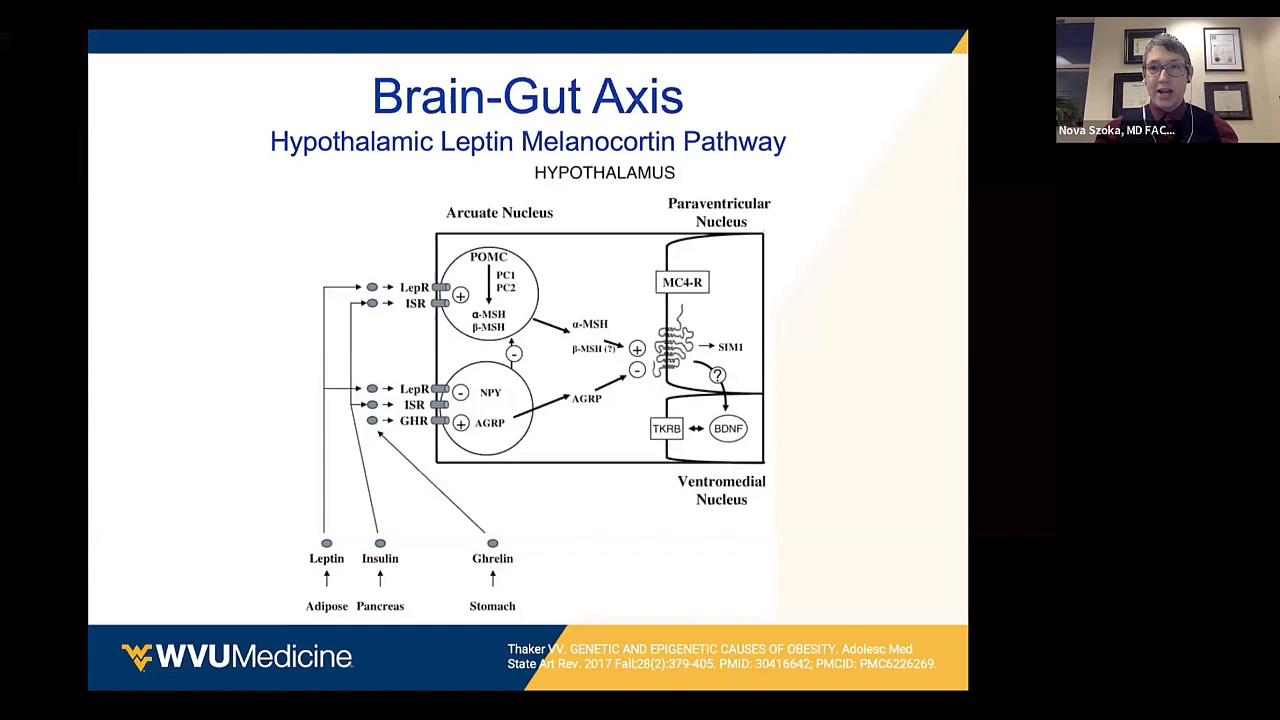 Brain-Gut Axis
Hypothalamic Leptin Melanocortin Pathway
HYPOTHALAMUS
Arcuate Nucleus
Paraventricular
Nucleus
POMC
PC1
PC2
α-MSH
β-MSH
LepR
ISR
+
-
α-MSH
β-MSH (?)
AGRP
+
-
MC4-R
SIM1
?
LepR
ISR
GHR
-
NPY
+
AGRP
TKRB
BDNF
Ventromedial
Nucleus
Leptin
Insulin
Ghrelin
Adipose
Pancreas
Stomach
WVUMedicine
Thaker VV. GENETIC AND EPIGENETIC CAUSES OF OBESITY. Adolesc Med
State Art Rev. 2017 Fall;28(2):379-405. PMID: 30416642; PMCID: PMC6226269.
Nova Szoka, MD FAC...